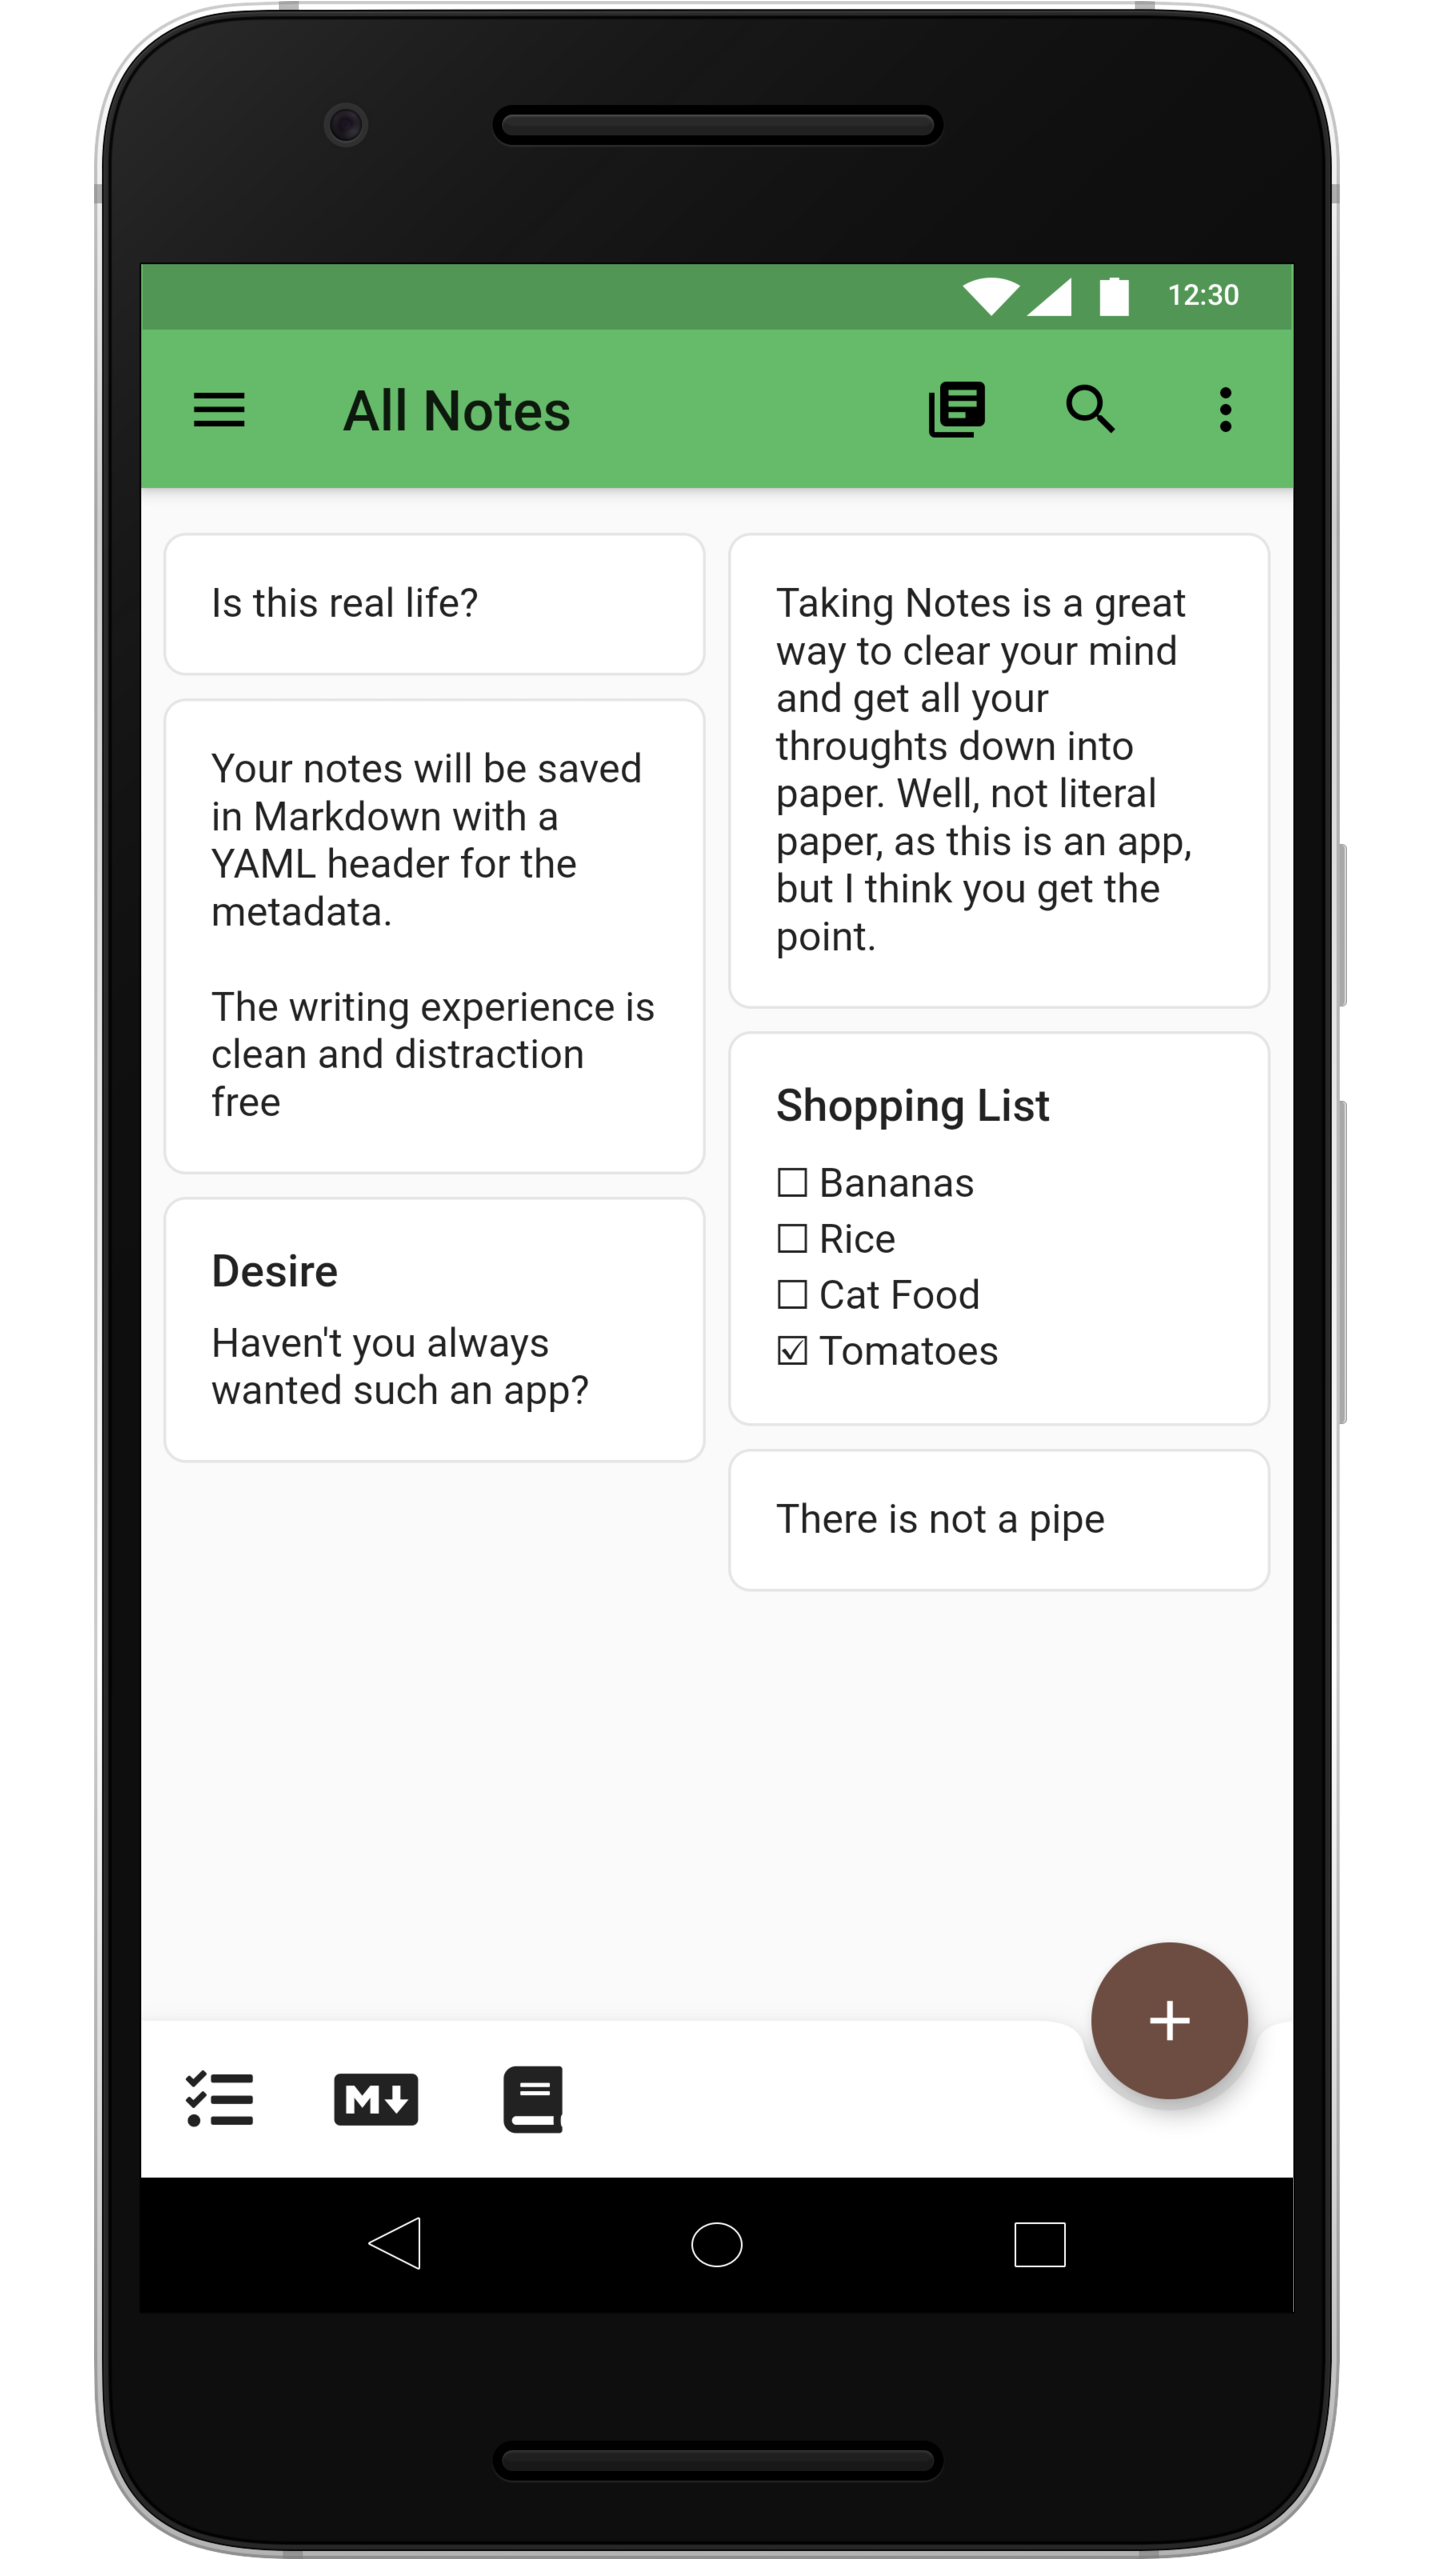 12:30
All Notes
Is this real life?
Your notes will be saved
in Markdown with a
YAML header for the
metadata.
The writing experience is
clean and distraction
free
Desire
Haven't you always
wanted such an app?
Taking Notes is a great
way to clear your mind
and get all your
throughts down into
paper. Well, not literal
paper, as this is an app,
but I think you get the
point.
Shopping List
☐ Bananas
☐ Rice
☐ Cat Food
☑ Tomatoes
There is not a pipe
M↓